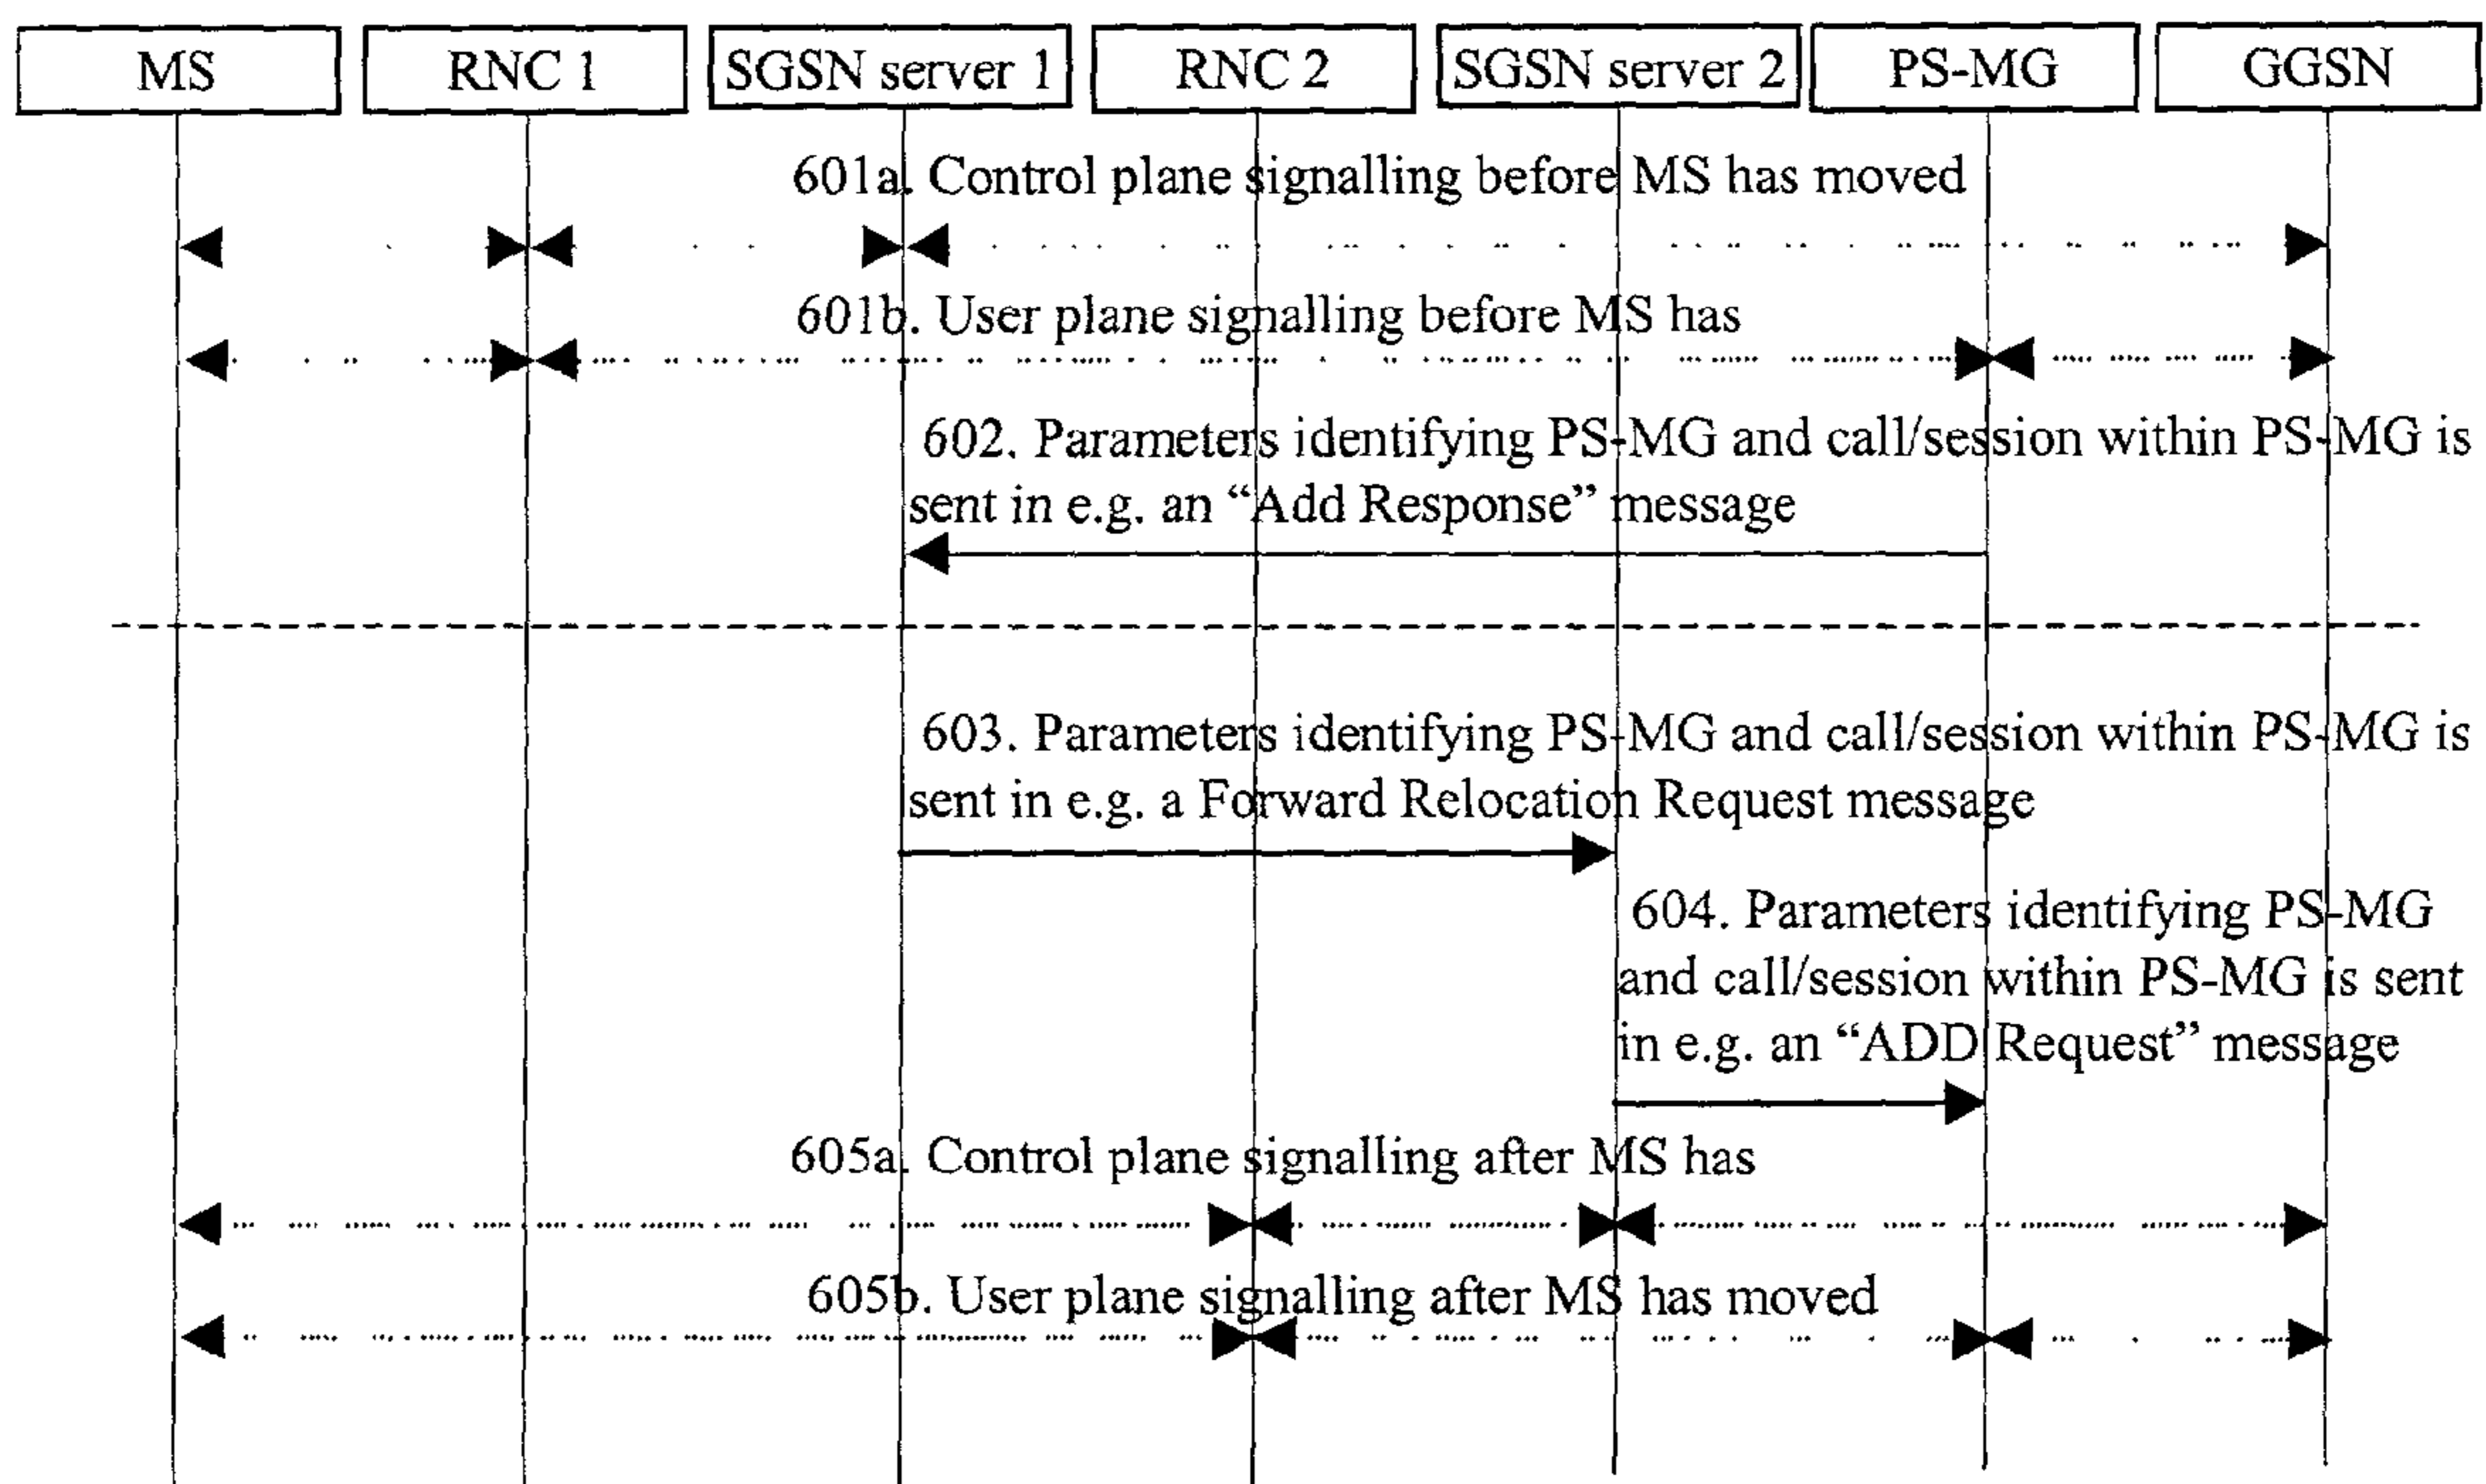 MS RNC 1 SGSN server 1 RNC 2 SGSN server 2 PS-MG GGSN
601a. Control plane signalling before MS has moved
601b. User plane signalling before MS has
602. Parameters identifying PS-MG and call/session within PS-MG is
sent in e.g. an “Add Response” message
603. Parameters identifying PS-MG and call/session within PS-MG is
sent in e.g. a Forward Relocation Request message
604. Parameters identifying PS-MG
and call/session within PS-MG is sent
in e.g. an “ADD Request” message
605a. Control plane signalling after MS has
605b. User plane signalling after MS has moved